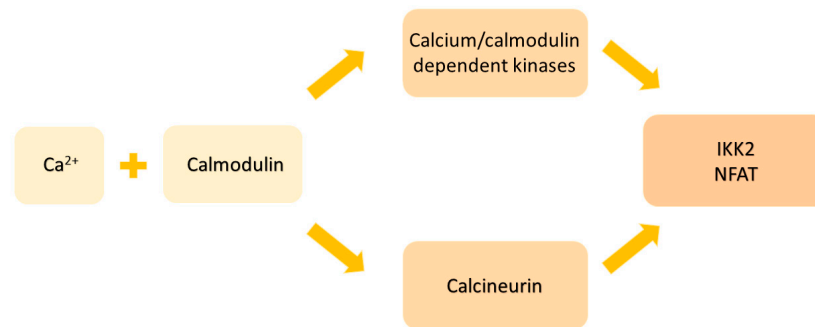 Calcium/calmodulin
dependent kinases
Ca²⁺
Calmodulin
IKK2
NFAT
Calcineurin